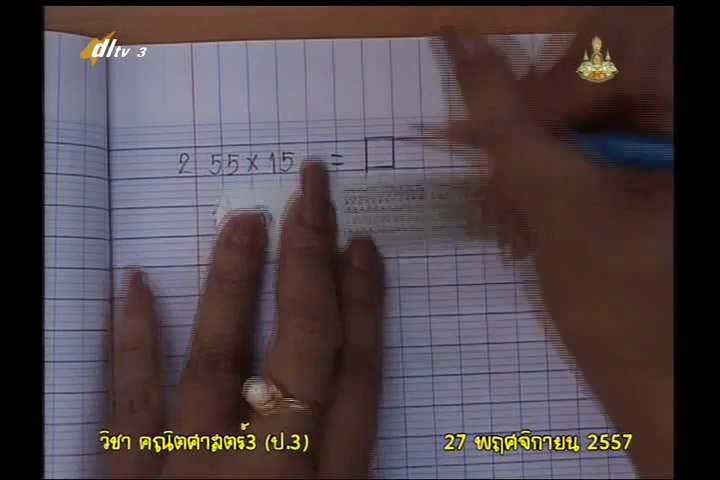 dltv 3
2 55 × 15 = □
วิชา คณิตศาสตร์3 (ป.3)
27 พฤศจิกายน 2557